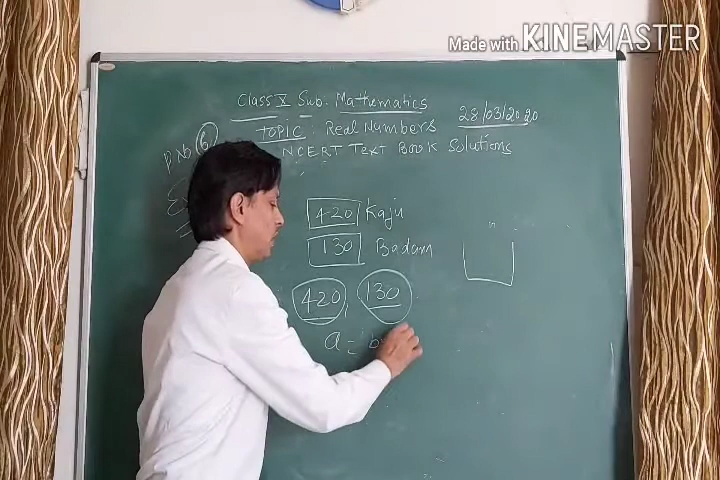 Made with KINEMASTER
Class X Sub: Mathematics 28/03/2020
Topic: Real Numbers
NCERT Text Book Solutions
P No 6
420 Kaju
130 Badam
420, 130
a =